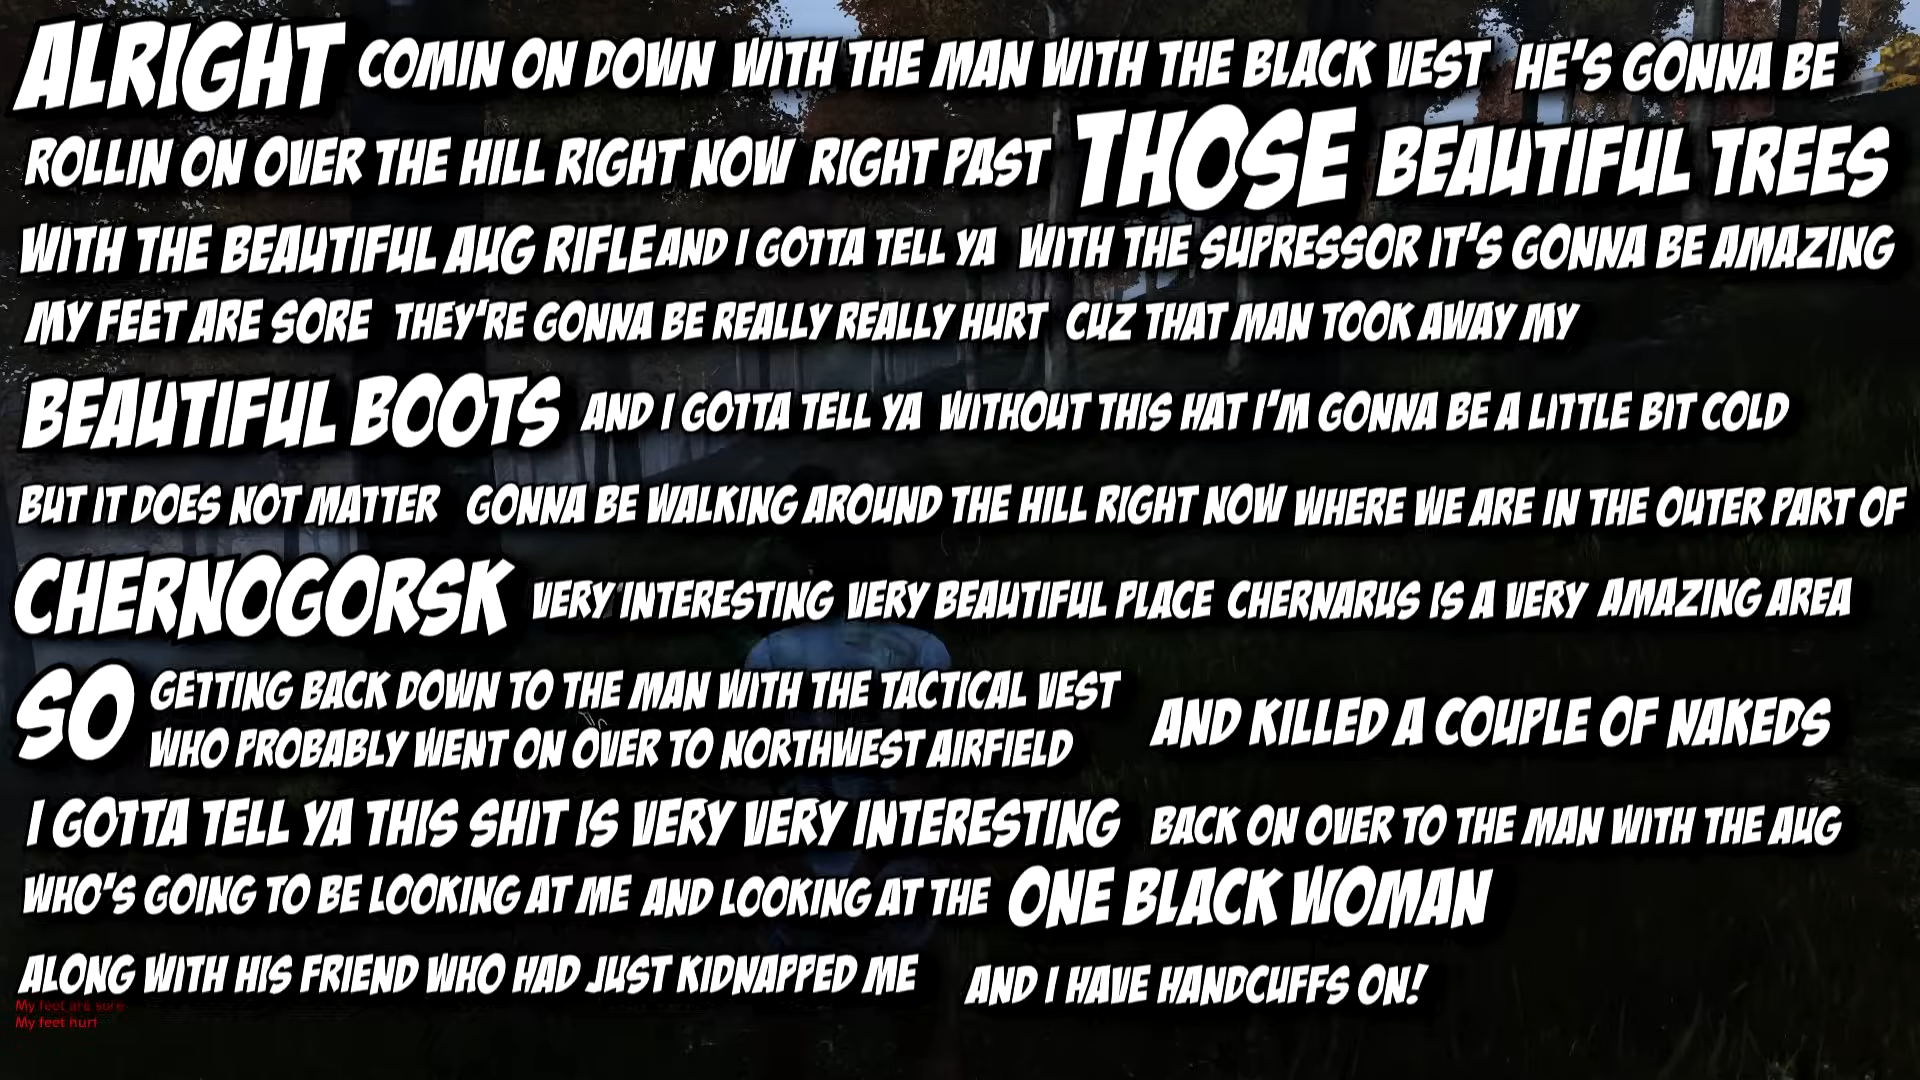 ALRIGHT COMIN ON DOWN WITH THE MAN WITH THE BLACK VEST HE'S GONNA BE
ROLLIN ON OVER THE HILL RIGHT NOW RIGHT PAST THOSE BEAUTIFUL TREES
WITH THE BEAUTIFUL AUG RIFLE AND I GOTTA TELL YA WITH THE SUPRESSOR IT'S GONNA BE AMAZING
MY FEET ARE SORE THEY'RE GONNA BE REALLY REALLY HURT CUZ THAT MAN TOOK AWAY MY
BEAUTIFUL BOOTS AND I GOTTA TELL YA WITHOUT THIS HAT I'M GONNA BE A LITTLE BIT COLD
BUT IT DOES NOT MATTER GONNA BE WALKING AROUND THE HILL RIGHT NOW WHERE WE ARE IN THE OUTER PART OF
CHERNOGORSK VERY INTERESTING VERY BEAUTIFUL PLACE CHERNARUS IS A VERY AMAZING AREA
SO GETTING BACK DOWN TO THE MAN WITH THE TACTICAL VEST
WHO PROBABLY WENT ON OVER TO NORTHWEST AIRFIELD
AND KILLED A COUPLE OF NAKEDS
I GOTTA TELL YA THIS SHIT IS VERY VERY INTERESTING BACK ON OVER TO THE MAN WITH THE AUG
WHO'S GOING TO BE LOOKING AT ME AND LOOKING AT THE ONE BLACK WOMAN
ALONG WITH HIS FRIEND WHO HAD JUST KIDNAPPED ME AND I HAVE HANDCUFFS ON!
My feet are sore
My feet hurt